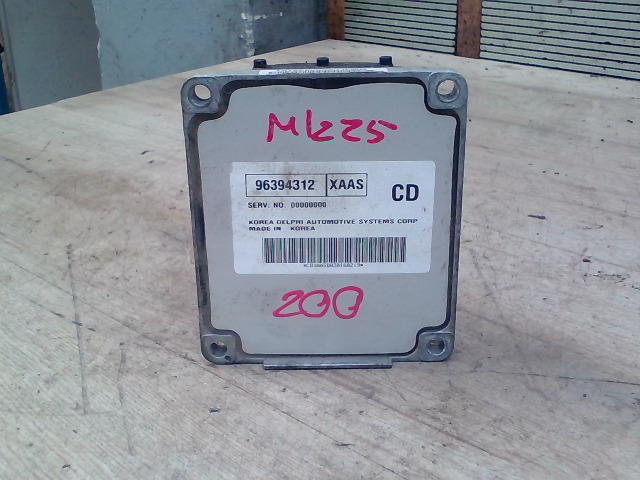 MK25
96394312 XAAS CD
SERV. NO. 00000000
KOREA DELPHI AUTOMOTIVE SYSTEMS CORP
MADE IN KOREA
200